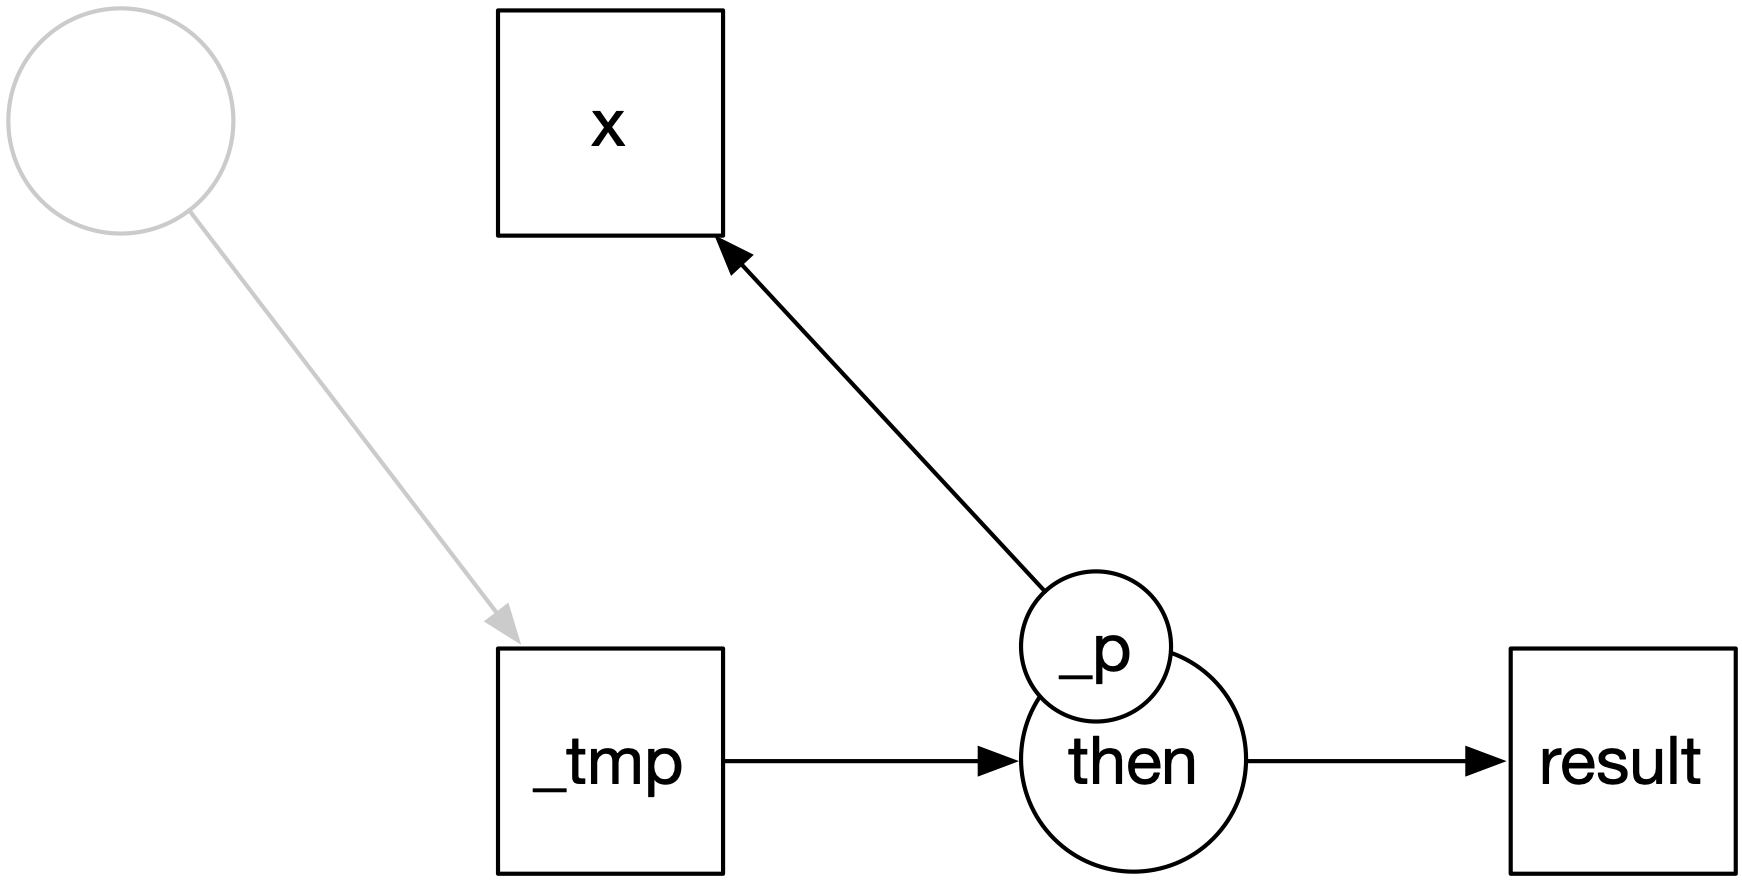 x
_p
_tmp
then
result